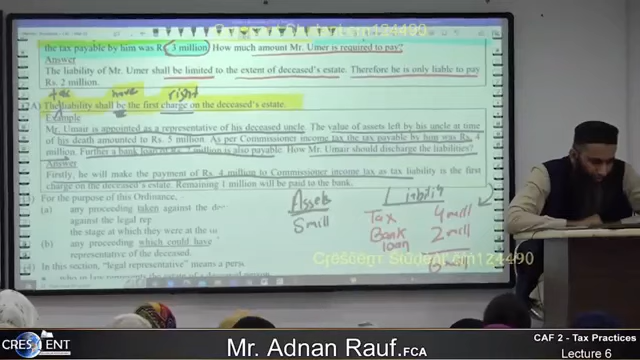 the tax payable by him was Rs. 3 million. How much amount Mr. Umer is required to pay?
Answer
The liability of Mr. Umer shall be limited to the extent of deceased's estate. Therefore he is only liable to pay
Rs. 2 million.
tax have right
The liability shall be the first charge on the deceased's estate.
Example
Mr. Umair is appointed as a representative of his deceased uncle. The value of assets left by his uncle at time
of his death amounted to Rs. 5 million. As per Commissioner income tax the tax payable by him was Rs. 4
million. Further a bank loan of Rs. million is also payable. How Mr. Umair should discharge the liabilities?
Answer
Firstly, he will make the payment of Rs. 4 million to Commissioner income tax as tax liability is the first
charge on deceased's estate. Remaining 1 million will be paid to the bank.
For the purpose of this Ordinance,
(a) any proceeding taken against the
against the legal
the stage at which they were at the
(b) any proceeding which could have
representative of the deceased.
In this section, "legal representative" means a
Assets
5 mill
Liability
Tax 4 mill
Bank 2 mill
loan
6 mill
Crescent Student em124490
CRESCENT
Mr. Adnan Rauf.FCA
CAF 2 - Tax Practices
Lecture 6